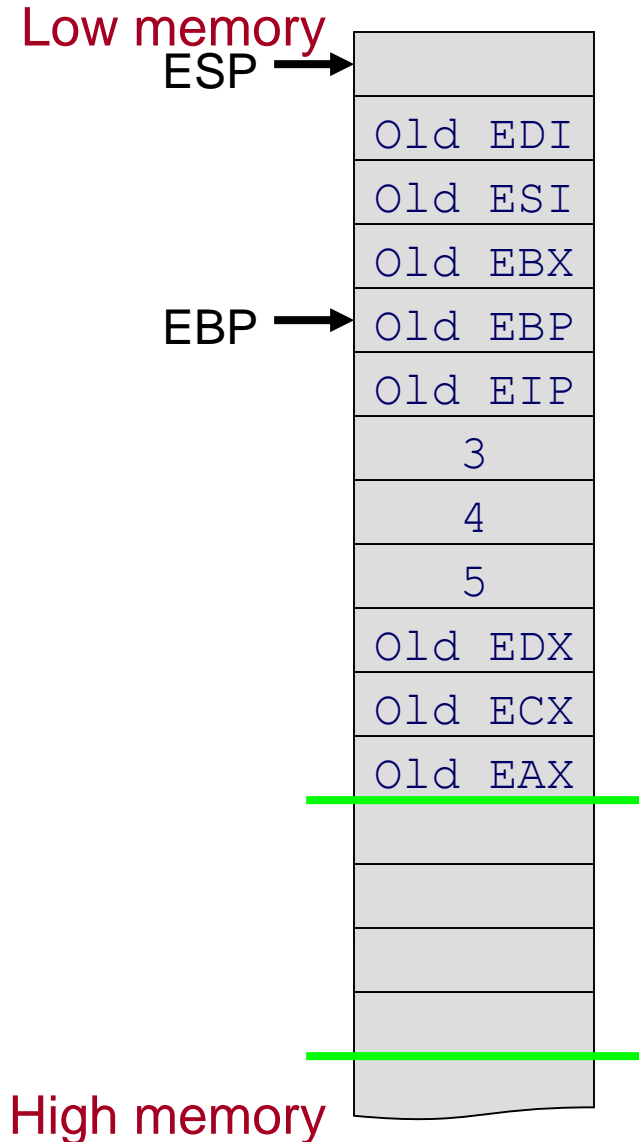 Low memory
ESP
Old EDI
Old ESI
Old EBX
EBP Old EBP
Old EIP
3
4
5
Old EDX
Old ECX
Old EAX
High memory